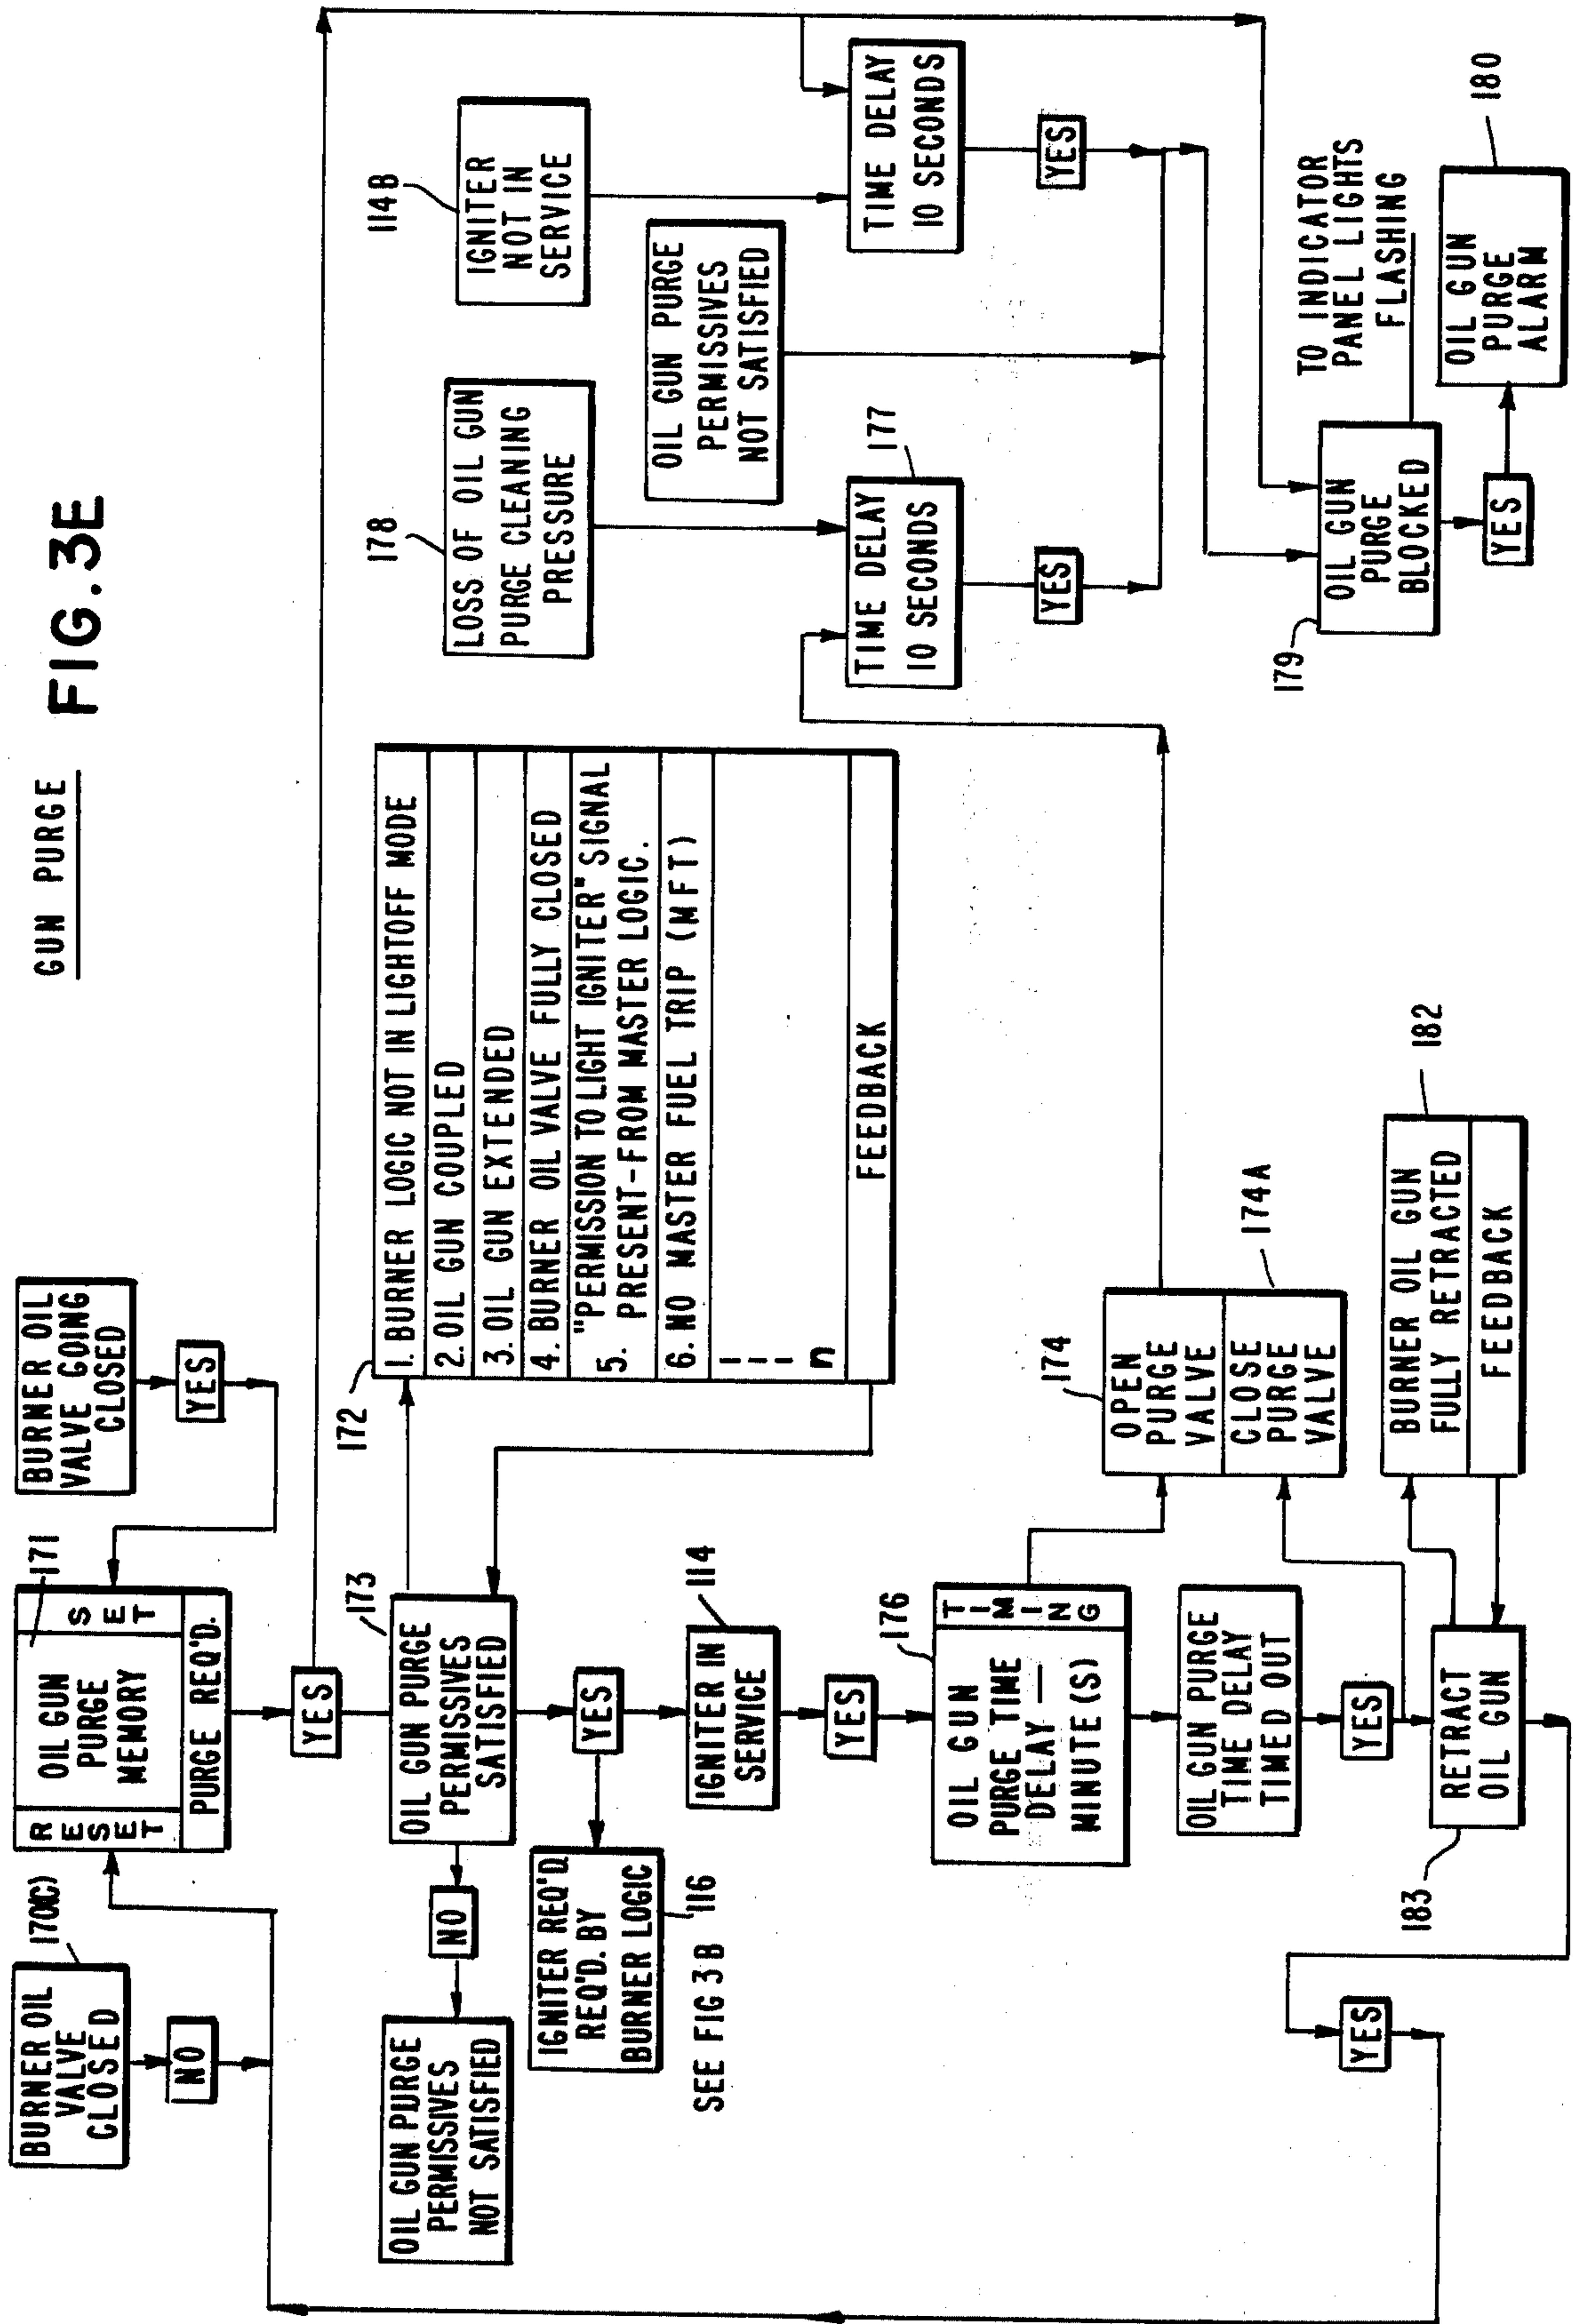 GUN PURGE
FIG.3E
BURNER OIL
VALVE
CLOSED
170(C)
NO
RESET
OIL GUN
PURGE
MEMORY
SET
PURGE REQ'D.
171
BURNER OIL
VALVE GOING
CLOSED
YES
YES
OIL GUN PURGE
PERMISSIVES
SATISFIED
173
NO
OIL GUN PURGE
PERMISSIVES
NOT SATISFIED
YES
IGNITER REQ'D
REQ'D. BY
BURNER LOGIC
116
SEE FIG 3B
172
1. BURNER LOGIC NOT IN LIGHTOFF MODE
2. OIL GUN COUPLED
3. OIL GUN EXTENDED
4. BURNER OIL VALVE FULLY CLOSED
5. "PERMISSION TO LIGHT IGNITER" SIGNAL
PRESENT-FROM MASTER LOGIC.
6. NO MASTER FUEL TRIP (MFT)
n
FEEDBACK
IGNITER IN
SERVICE
114
YES
OIL GUN
PURGE TIME
DELAY —
MINUTE(S)
TIMING
176
OIL GUN PURGE
TIME DELAY
TIMED OUT
YES
RETRACT
OIL GUN
183
YES
OPEN
PURGE
VALVE
174
CLOSE
PURGE
VALVE
174A
BURNER OIL GUN
FULLY RETRACTED
FEEDBACK
182
178
LOSS OF OIL GUN
PURGE CLEANING
PRESSURE
OIL GUN PURGE
PERMISSIVES
NOT SATISFIED
114B
IGNITER
NOT IN
SERVICE
TIME DELAY
10 SECONDS
177
YES
TIME DELAY
10 SECONDS
YES
OIL GUN
PURGE
BLOCKED
179
TO INDICATOR
PANEL LIGHTS
FLASHING
YES
OIL GUN
PURGE
ALARM
180